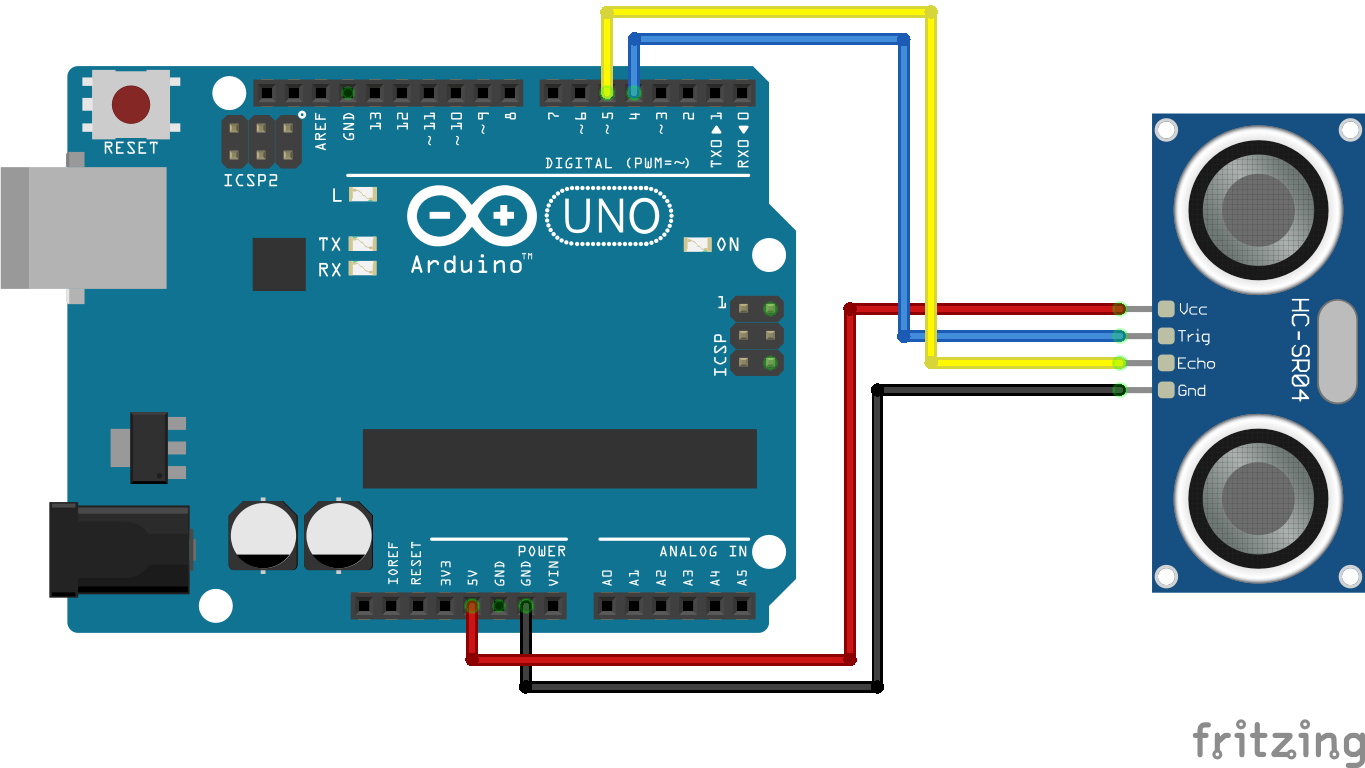 RESET
ICSP2
AREF
GND
13
12
~11
~10
~9
8
7
~6
~5
4
~3
2
TX0▶1
RX0◀0
DIGITAL (PWM=~)
L
TX
RX
Arduino™
UNO
ON
1
ICSP
IOREF
RESET
3V3
5V
GND
GND
VIN
POWER
ANALOG IN
A0
A1
A2
A3
A4
A5
Vcc
Trig
Echo
Gnd
HC-SR04
fritzing